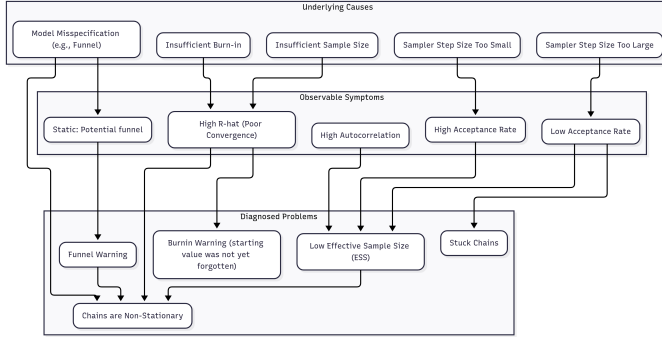 Underlying Causes
Model Misspecification
(e.g., Funnel)
Insufficient Burn-in
Insufficient Sample Size
Sampler Step Size Too Small
Sampler Step Size Too Large
Observable Symptoms
Static: Potential funnel
High R-hat (Poor
Convergence)
High Autocorrelation
High Acceptance Rate
Low Acceptance Rate
Diagnosed Problems
Funnel Warning
Burnin Warning (starting
value was not yet
forgotten)
Low Effective Sample Size
(ESS)
Stuck Chains
Chains are Non-Stationary